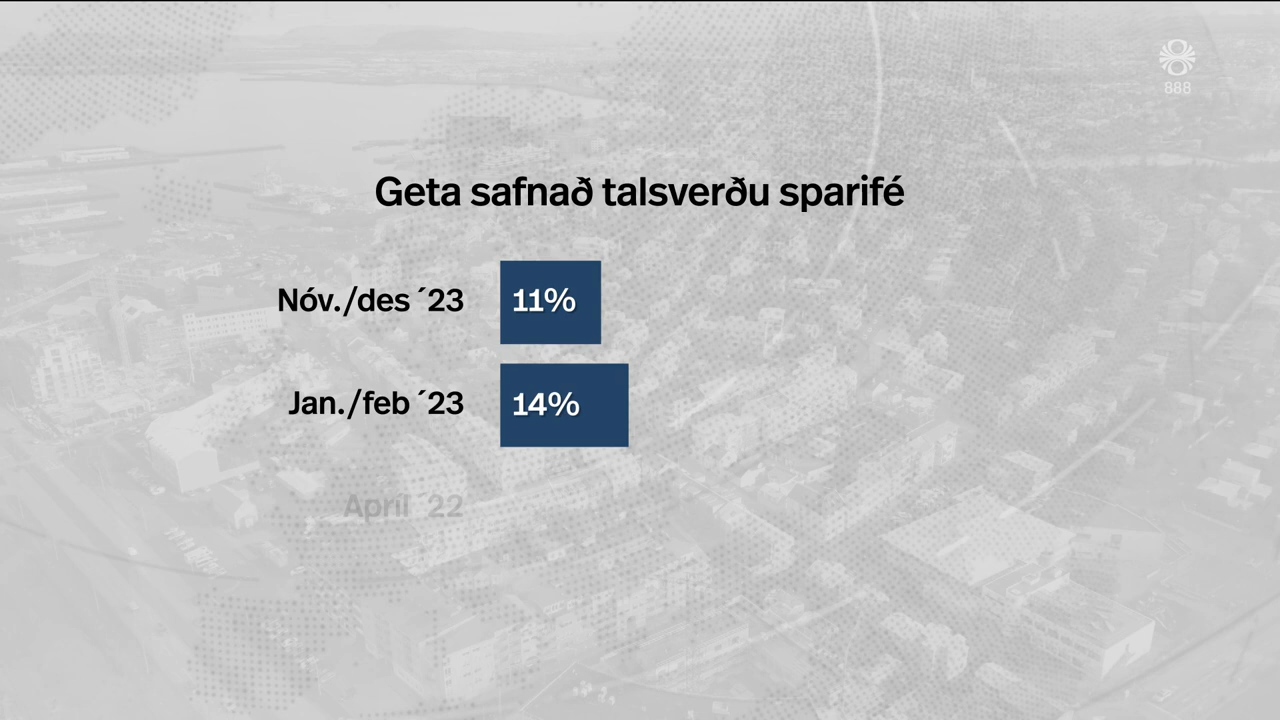 888
Geta safnað talsverðu sparifé
Nóv./des ´23 11%
Jan./feb ´23 14%
Apríl ´22